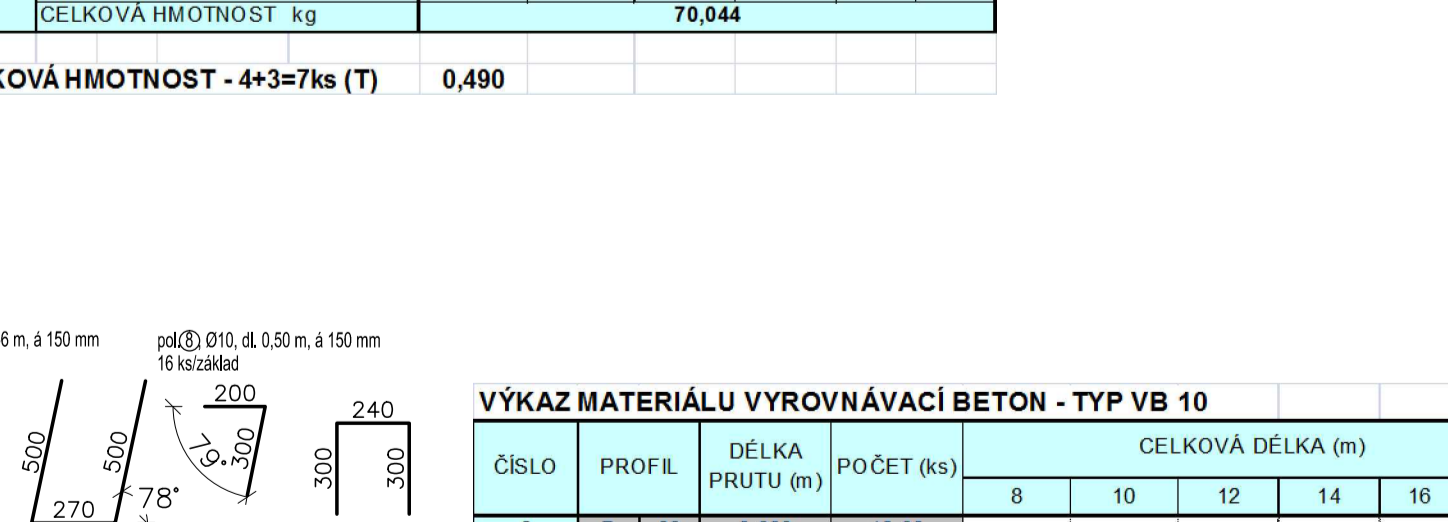 CELKOVÁ HMOTNOST kg 70,044
KOVÁ HMOTNOST - 4+3=7ks (T) 0,490
6 m, á 150 mm
pol. 8, Ø10, dl. 0,50 m, á 150 mm
16 ks/základ
500
500
270
78°
200
300
79°
240
300
300
VÝKAZ MATERIÁLU VYROVNÁVACÍ BETON - TYP VB 10
ČÍSLO PROFIL DÉLKA PRUTU (m) POČET (ks) CELKOVÁ DÉLKA (m)
8 10 12 14 16